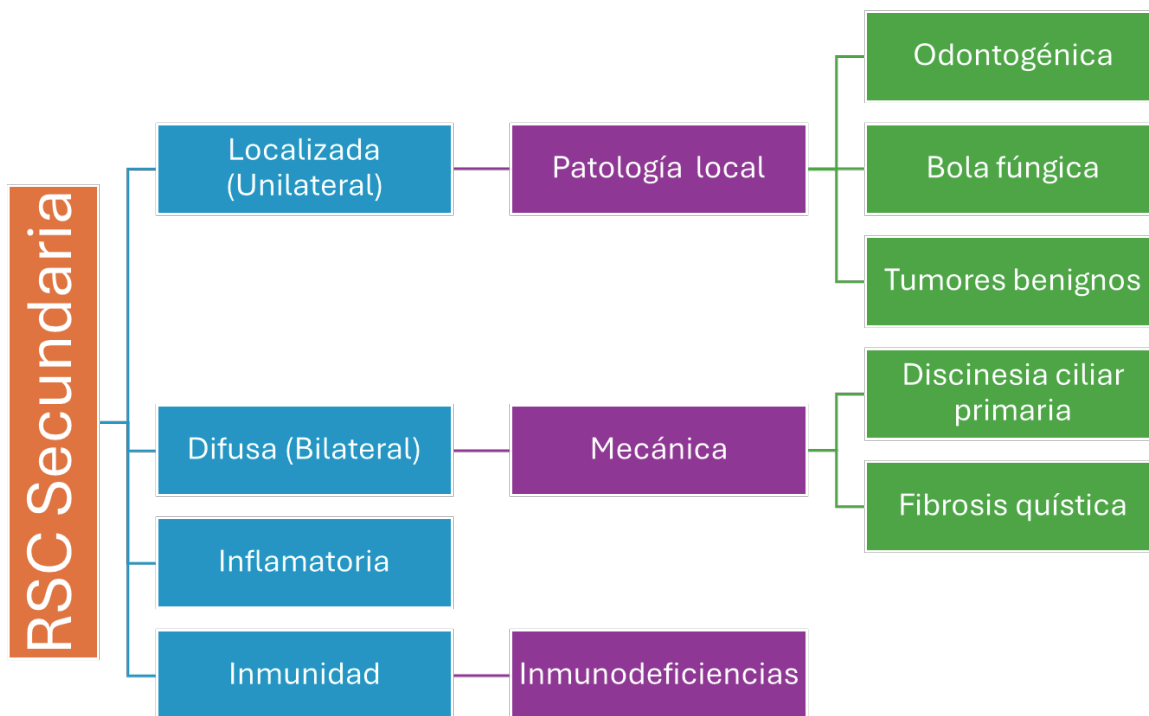 RSC Secundaria
Localizada
(Unilateral)
Patología local
Odontogénica
Bola fúngica
Tumores benignos
Difusa (Bilateral)
Mecánica
Discinesia ciliar
primaria
Fibrosis quística
Inflamatoria
Inmunidad
Inmunodeficiencias